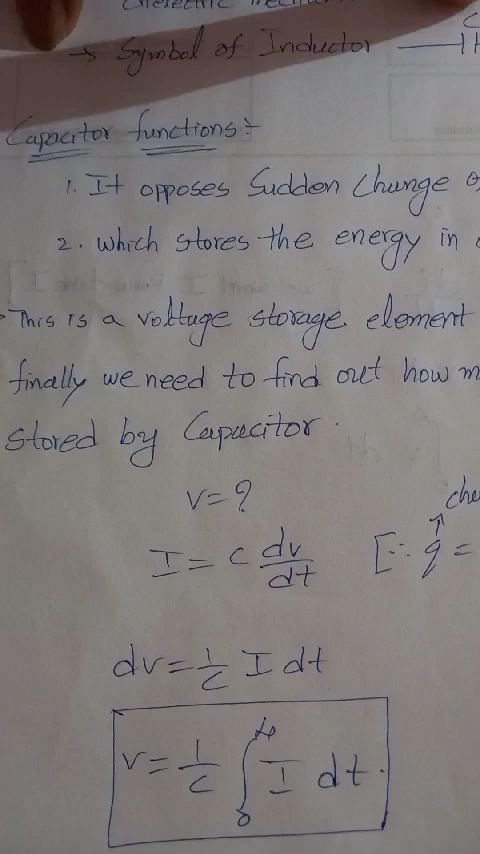 → Symbol of Inductor
Capacitor functions:-
1. It opposes Sudden Change
2. Which stores the energy in
This is a voltage storage element
finally we need to find out how
stored by Capacitor.
V = ?
I = C dv/dt [∵ q =
dv = 1/C I dt
V = 1/C ∫ I dt.